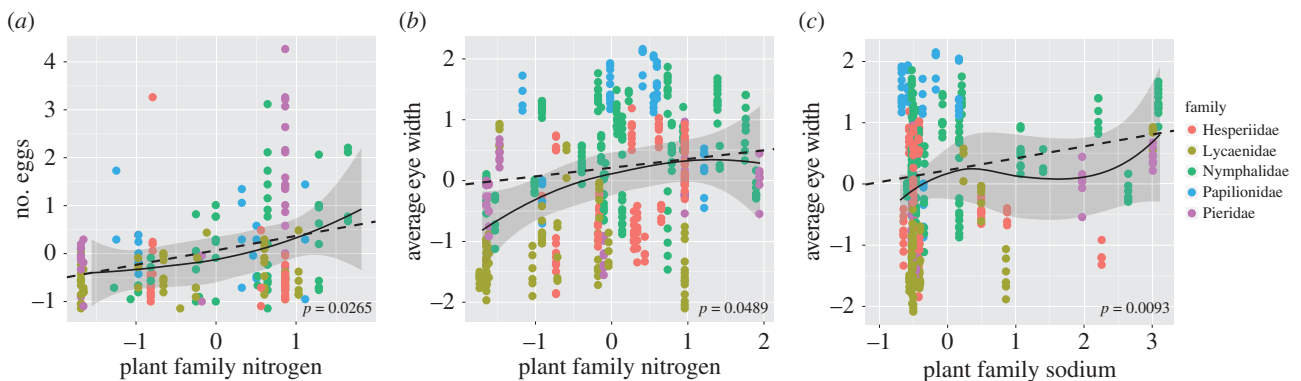 (a)
no. eggs
4
3
2
1
0
−1
−1
0
1
plant family nitrogen
p = 0.0265
(b)
average eye width
2
1
0
−1
−2
−1
0
1
2
plant family nitrogen
p = 0.0489
(c)
average eye width
2
1
0
−1
−2
−1
0
1
2
3
plant family sodium
p = 0.0093
family
Hesperiidae
Lycaenidae
Nymphalidae
Papilionidae
Pieridae